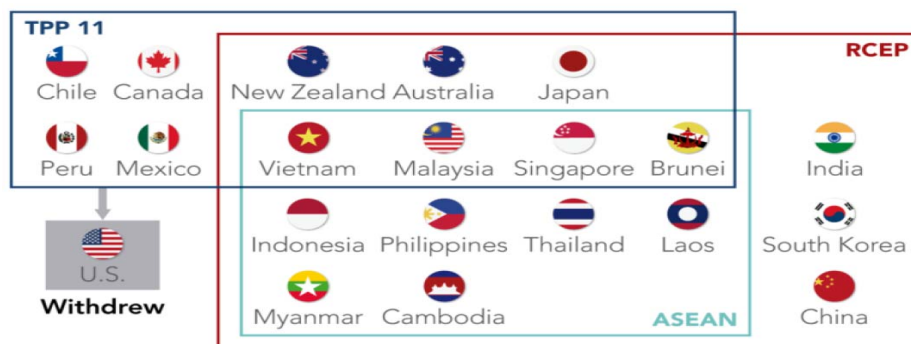 TPP 11
RCEP
Chile Canada New Zealand Australia Japan
Peru Mexico Vietnam Malaysia Singapore Brunei India
Indonesia Philippines Thailand Laos South Korea
U.S.
Withdrew
Myanmar Cambodia ASEAN China